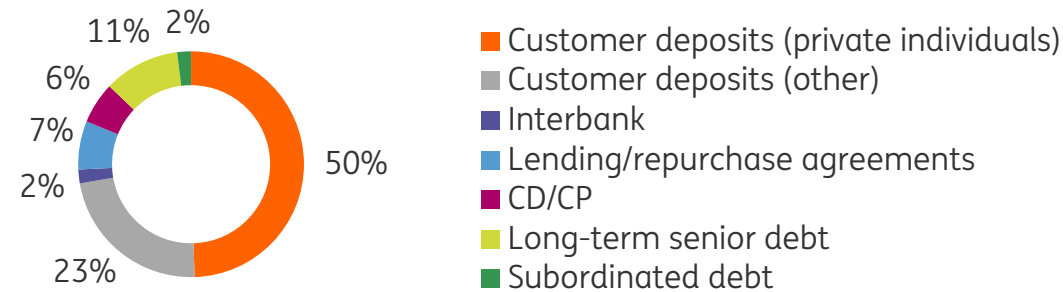 2%
11%
6%
7%
2%
23%
50%
Customer deposits (private individuals)
Customer deposits (other)
Interbank
Lending/repurchase agreements
CD/CP
Long-term senior debt
Subordinated debt